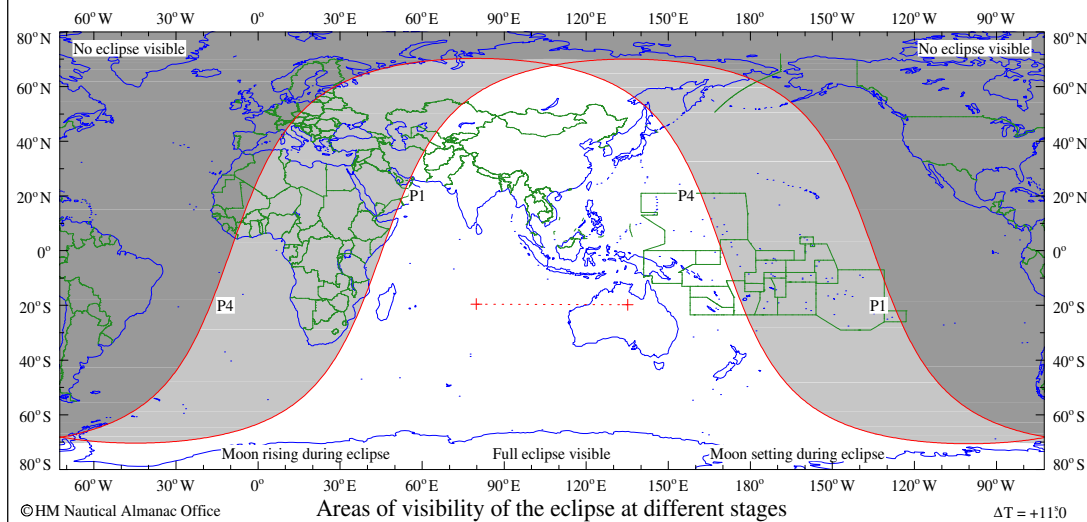 60°W 30°W 0° 30°E 60°E 90°E 120°E 150°E 180°E 150°W 120°W 90°W
80°N No eclipse visible No eclipse visible 80°N
60°N 60°N
40°N 40°N
20°N P1 P4 20°N
0° 0°
20°S P4 P1 20°S
40°S 40°S
60°S 60°S
Moon rising during eclipse Full eclipse visible Moon setting during eclipse
80°S 80°S
60°W 30°W 0° 30°E 60°E 90°E 120°E 150°E 180°E 150°W 120°W 90°W
©HM Nautical Almanac Office Areas of visibility of the eclipse at different stages ΔT = +11ˢ.0